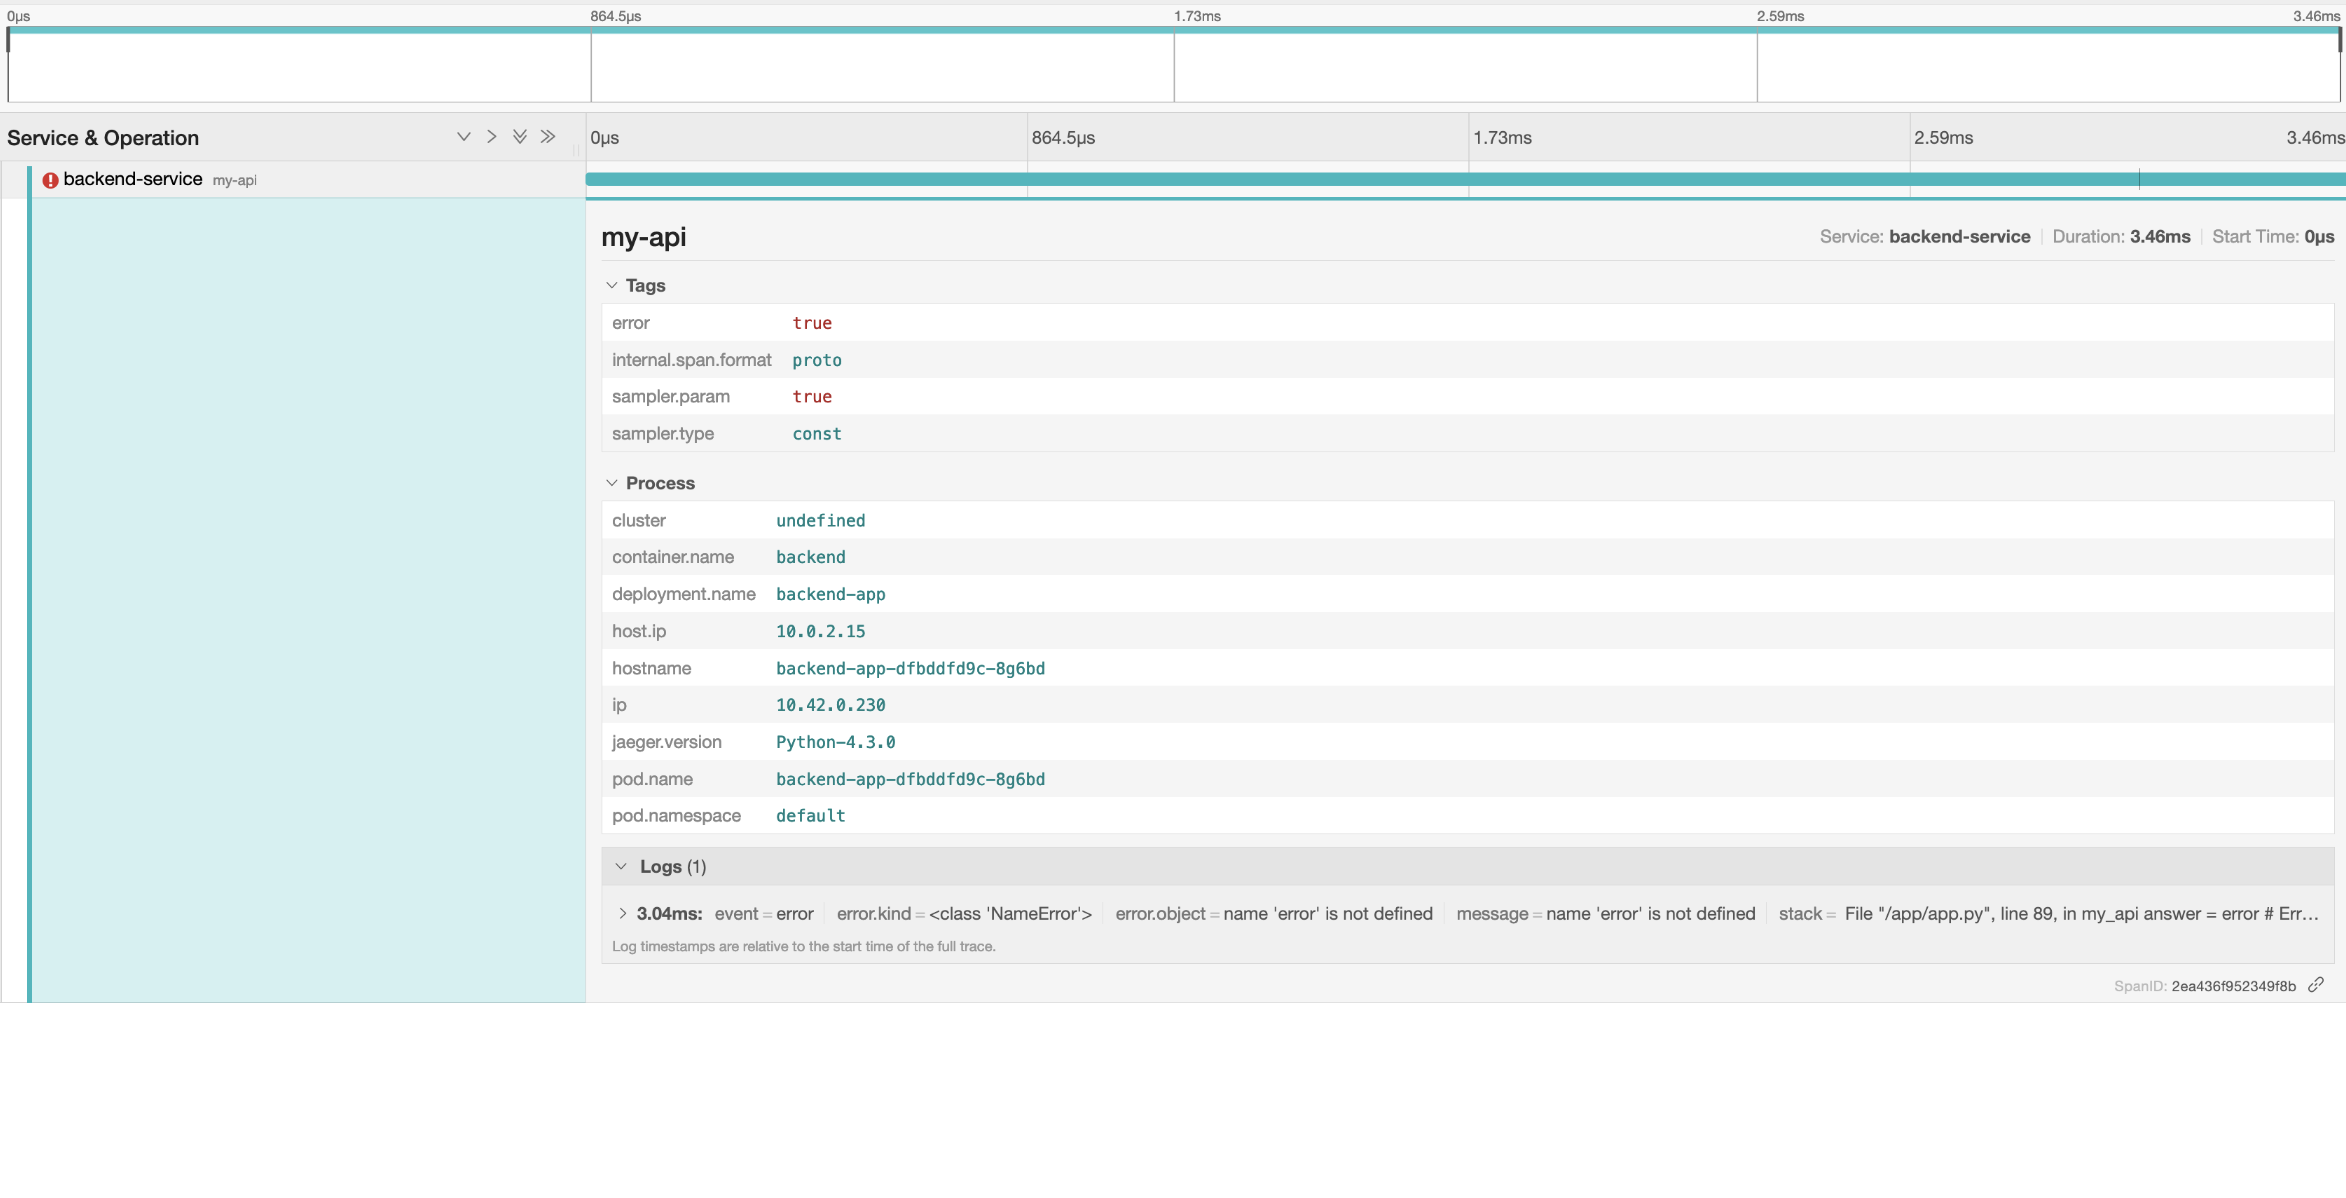 0μs 864.5μs 1.73ms 2.59ms 3.46ms
Service & Operation 0μs 864.5μs 1.73ms 2.59ms 3.46ms
backend-service my-api
my-api Service: backend-service Duration: 3.46ms Start Time: 0μs
Tags
error true
internal.span.format proto
sampler.param true
sampler.type const
Process
cluster undefined
container.name backend
deployment.name backend-app
host.ip 10.0.2.15
hostname backend-app-dfbddfd9c-8g6bd
ip 10.42.0.230
jaeger.version Python-4.3.0
pod.name backend-app-dfbddfd9c-8g6bd
pod.namespace default
Logs (1)
3.04ms: event = error error.kind = <class 'NameError'> error.object = name 'error' is not defined message = name 'error' is not defined stack = File "/app/app.py", line 89, in my_api answer = error # Err…
Log timestamps are relative to the start time of the full trace.
SpanID: 2ea436f952349f8b